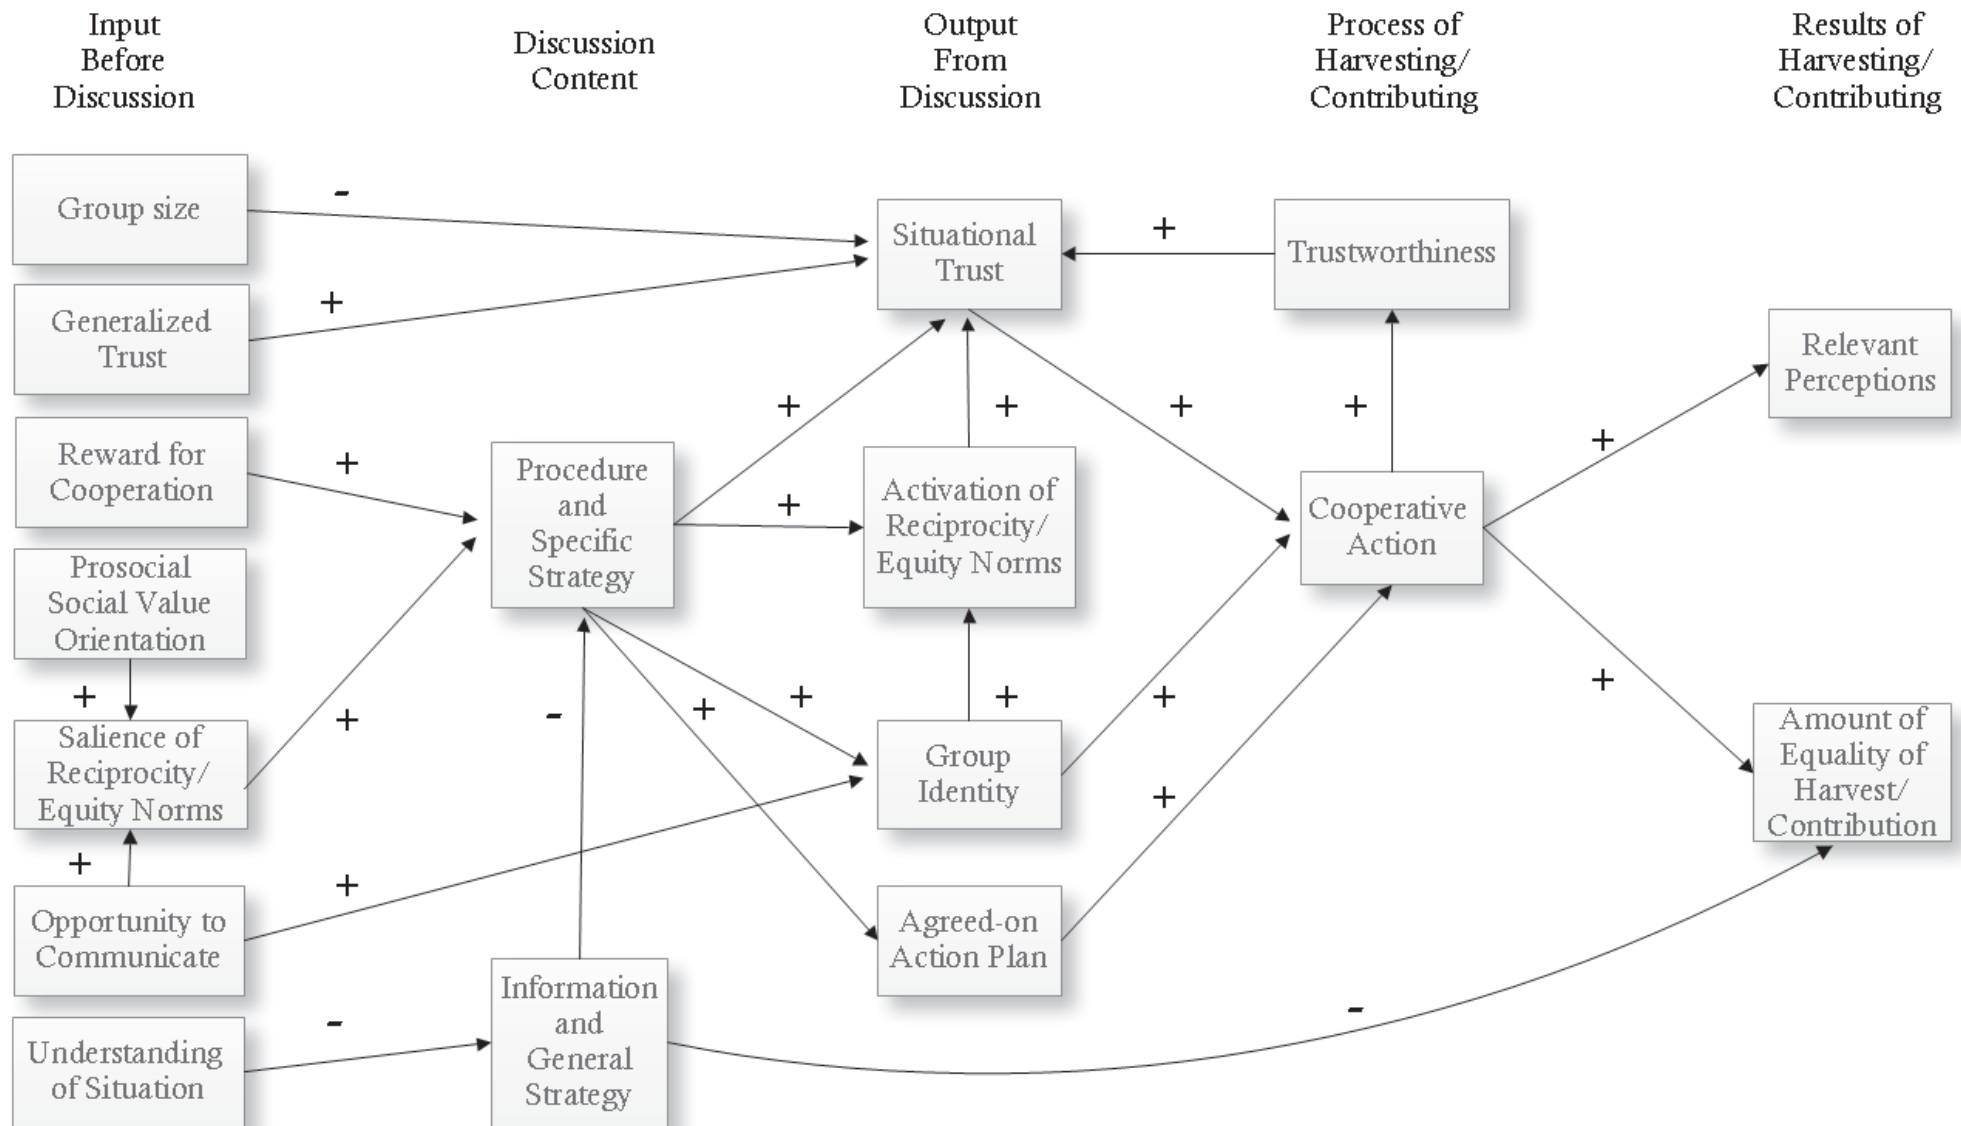 Input
Before
Discussion
Discussion
Content
Output
From
Discussion
Process of
Harvesting/
Contributing
Results of
Harvesting/
Contributing
Group size
-
Generalized
Trust
+
Reward for
Cooperation
+
Prosocial
Social Value
Orientation
+
Salience of
Reciprocity/
Equity Norms
+
+
Opportunity to
Communicate
+
Understanding
of Situation
-
Procedure
and
Specific
Strategy
-
+
+
+
+
Information
and
General
Strategy
Situational
Trust
+
Activation of
Reciprocity/
Equity Norms
+
Group
Identity
Agreed-on
Action Plan
+
+
+
+
Trustworthiness
+
Cooperative
Action
-
+
+
Relevant
Perceptions
Amount of
Equality of
Harvest/
Contribution